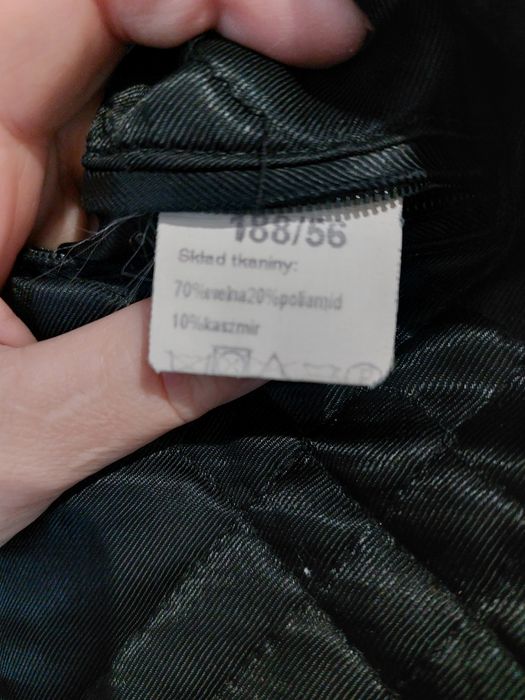 188/56
Skład tkaniny:
70%wełna20%poliamid
10%kaszmir